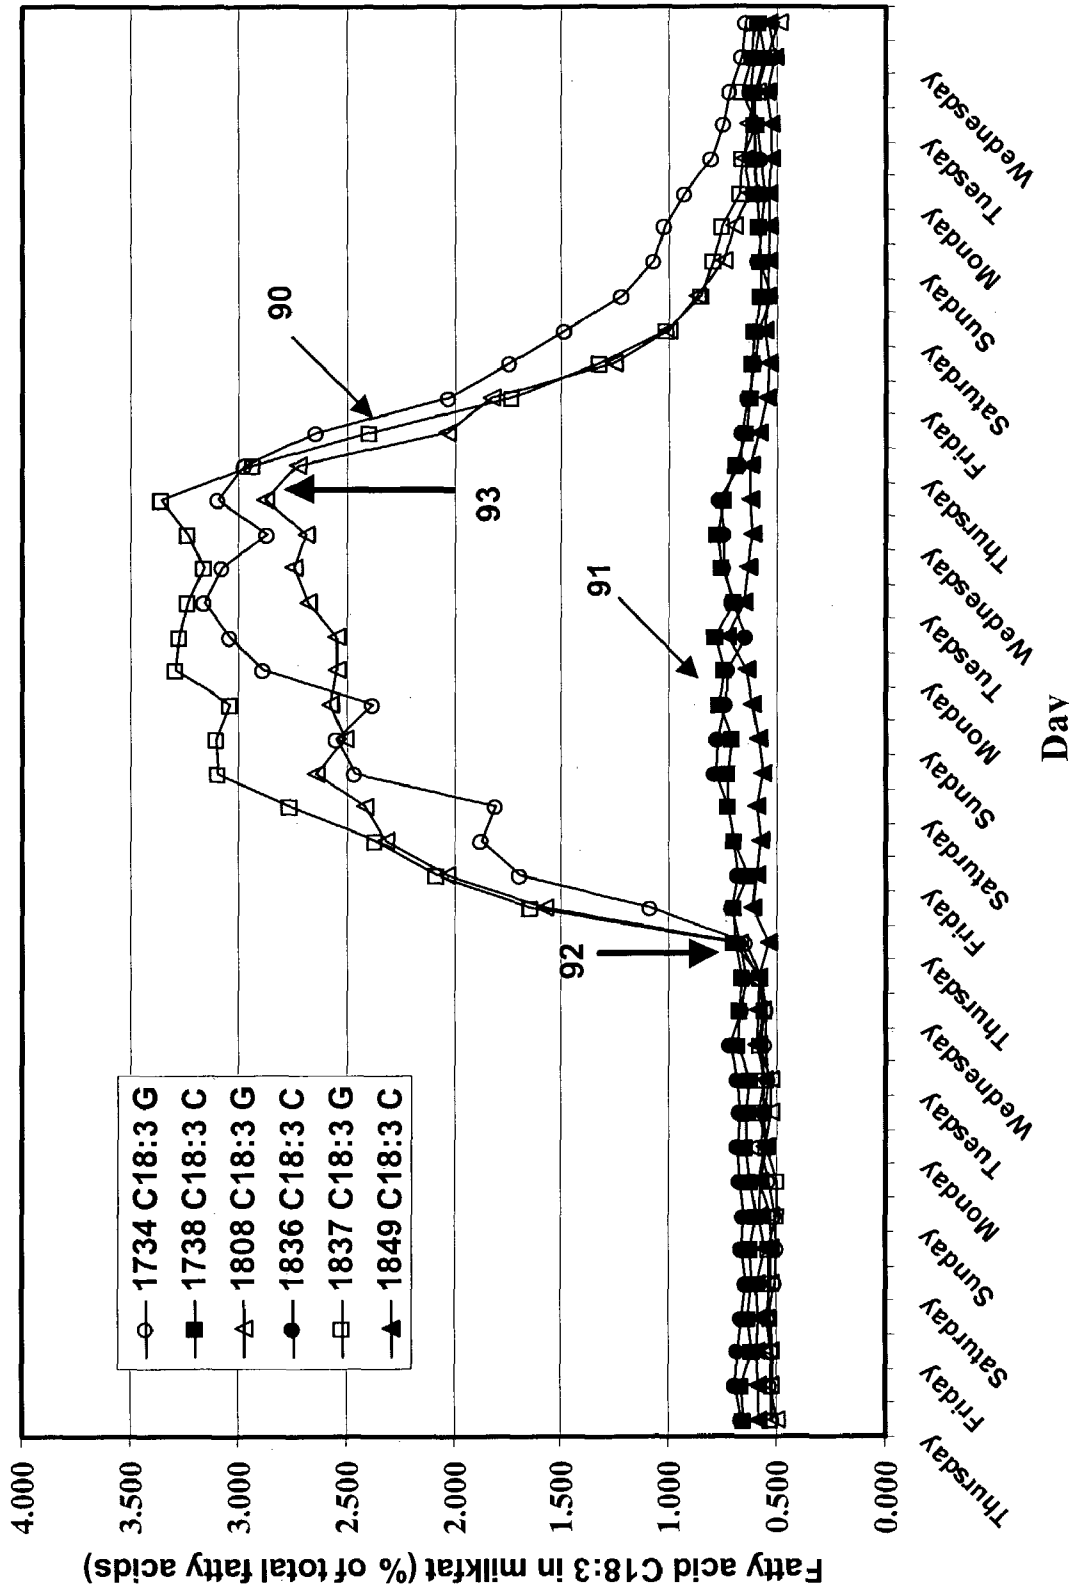 Fatty acid C18:3 in milkfat (% of total fatty acids)
4.000
3.500
3.000
2.500
2.000
1.500
1.000
0.500
0.000
1734 C18:3 G
1738 C18:3 C
1808 C18:3 G
1836 C18:3 C
1837 C18:3 G
1849 C18:3 C
90
93
91
92
Thursday
Friday
Saturday
Sunday
Monday
Tuesday
Wednesday
Thursday
Friday
Saturday
Sunday
Monday
Tuesday
Wednesday
Thursday
Friday
Saturday
Sunday
Monday
Tuesday
Wednesday
Day